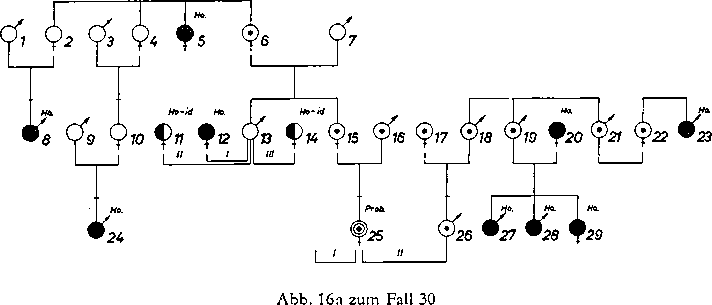 1 2 3 4 Ho. 5 6 7
Ho. 8 9 10 Ho-id 11 Ho. 12 13 Ho-id 14 15 16 17 18 19 Ho. 20 21 22 Ho. 23
II I III
Ho. 24 Prob. 25 26 Ho. 27 Ho. 28 Ho. 29
I II
Abb. 16a zum Fall 30